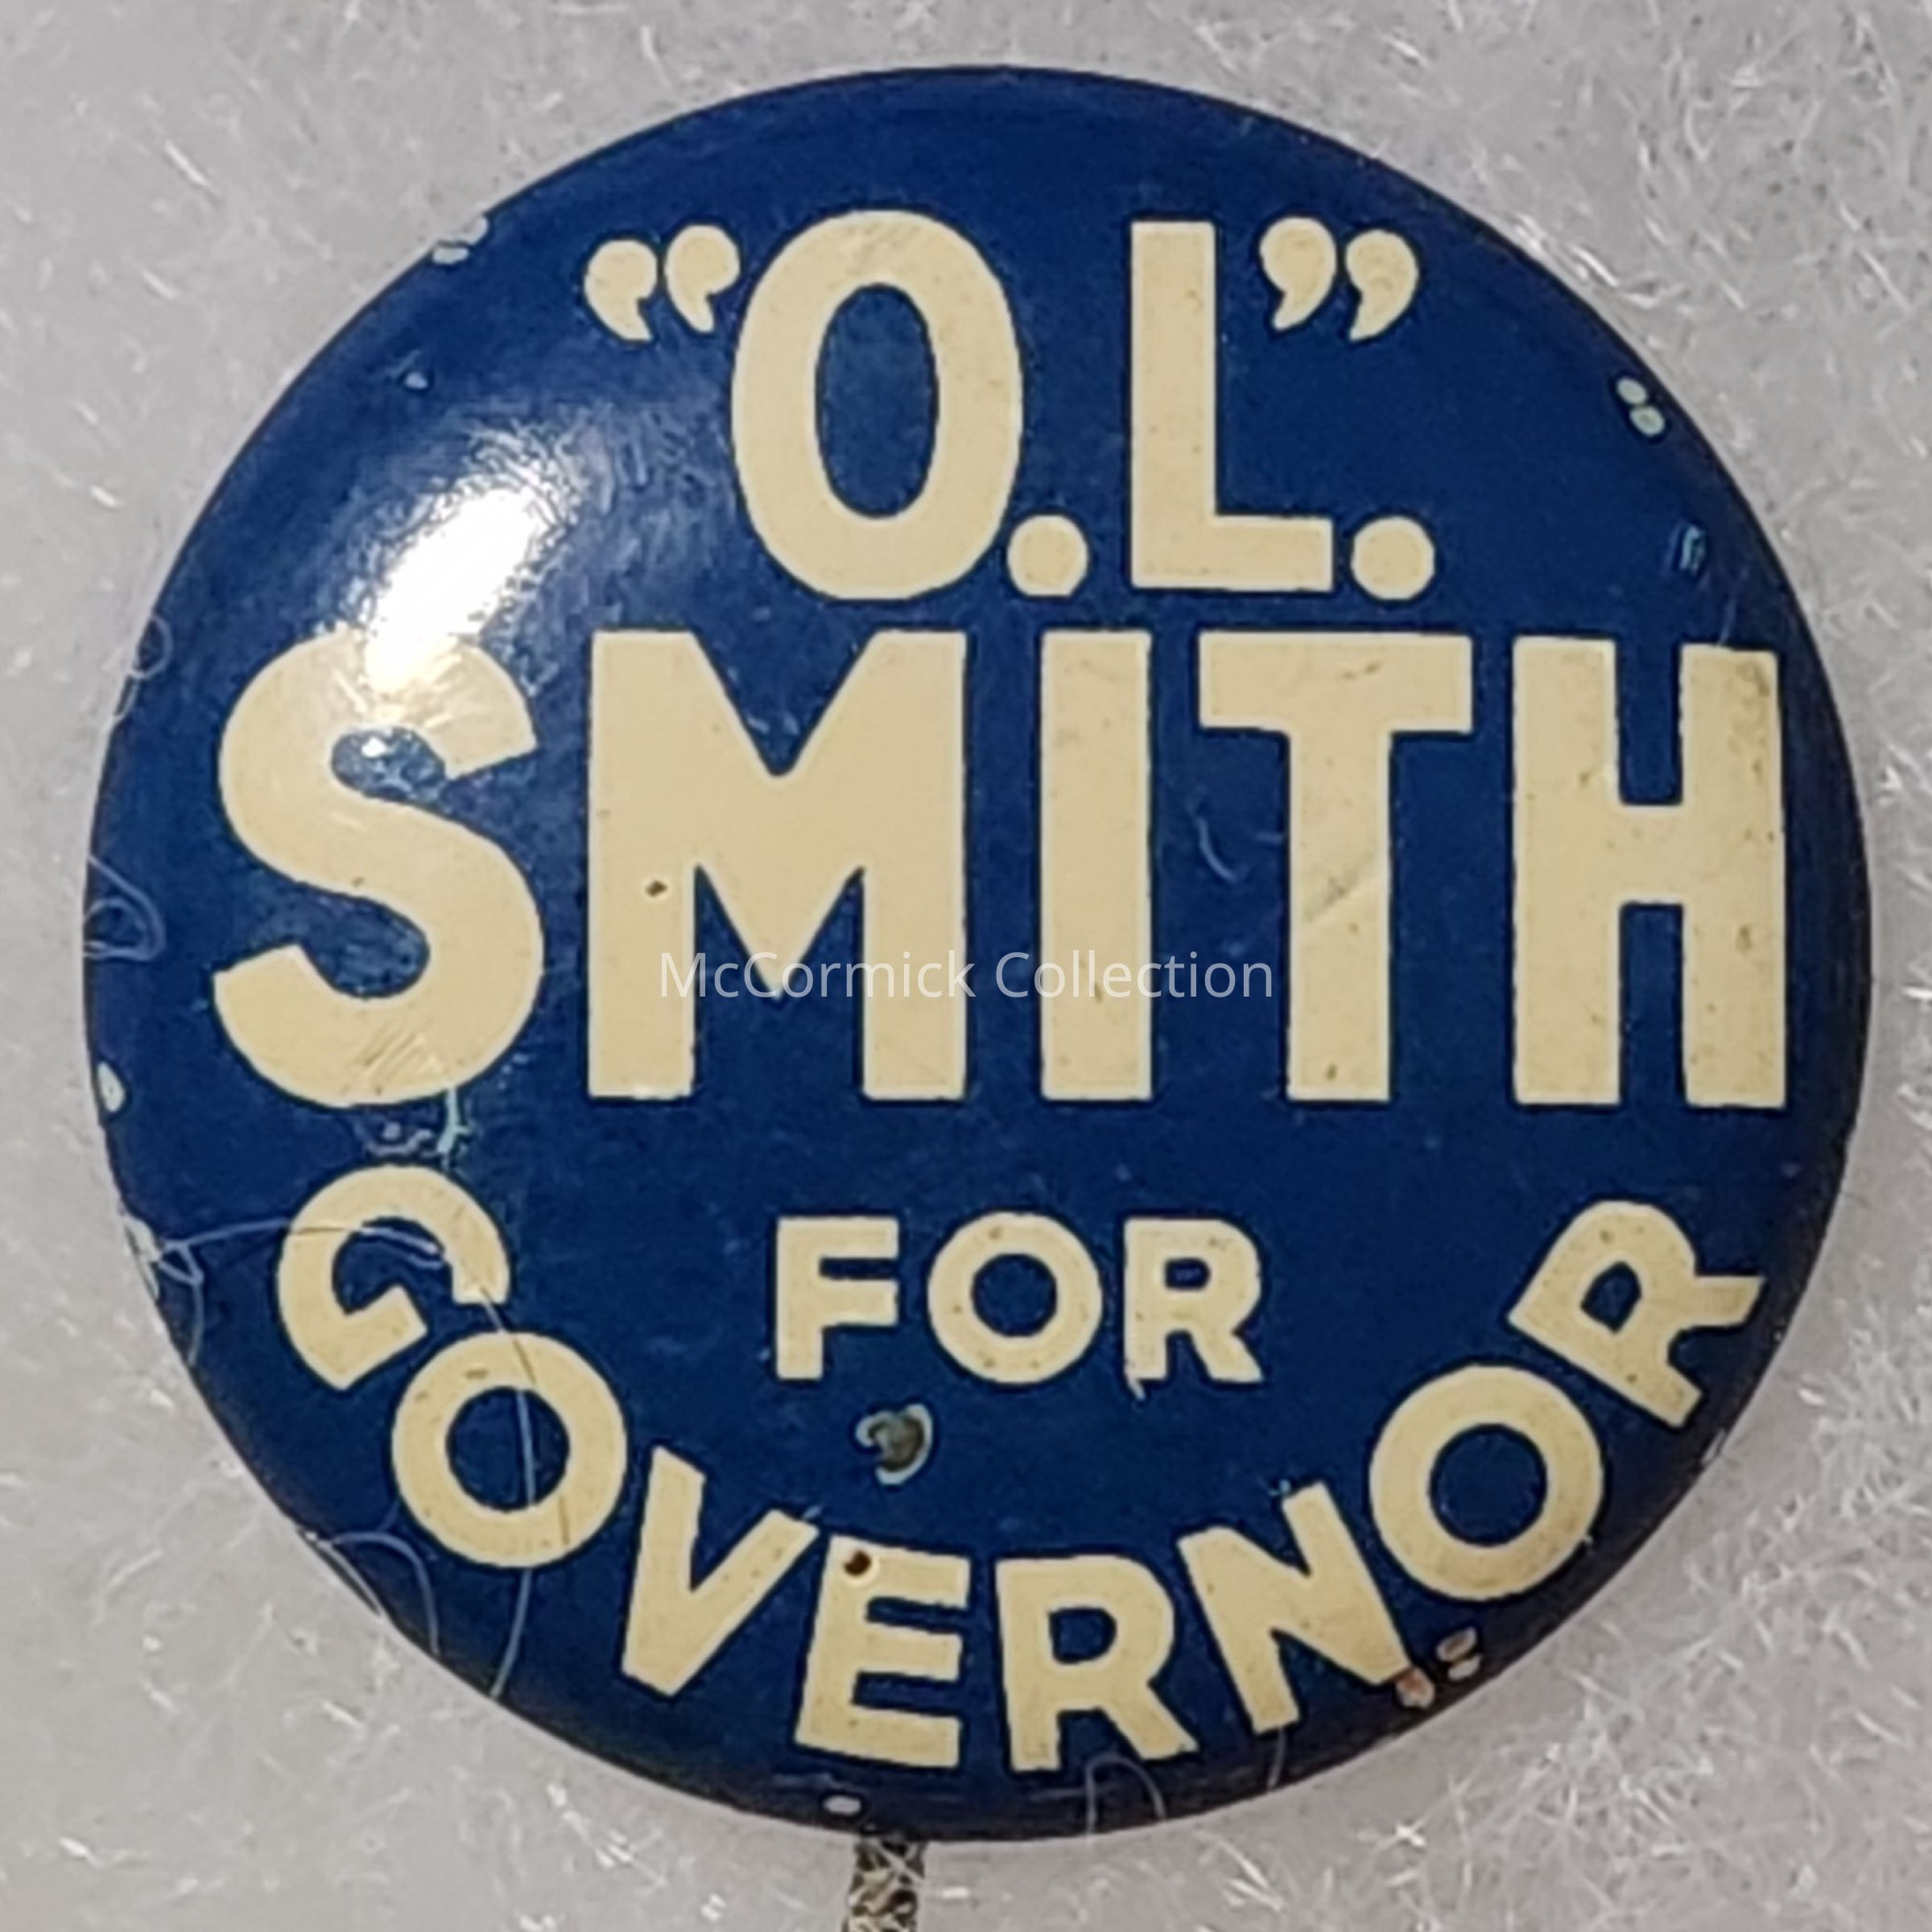 “O.L.”
SMITH
McCormick Collection
FOR
GOVERNOR